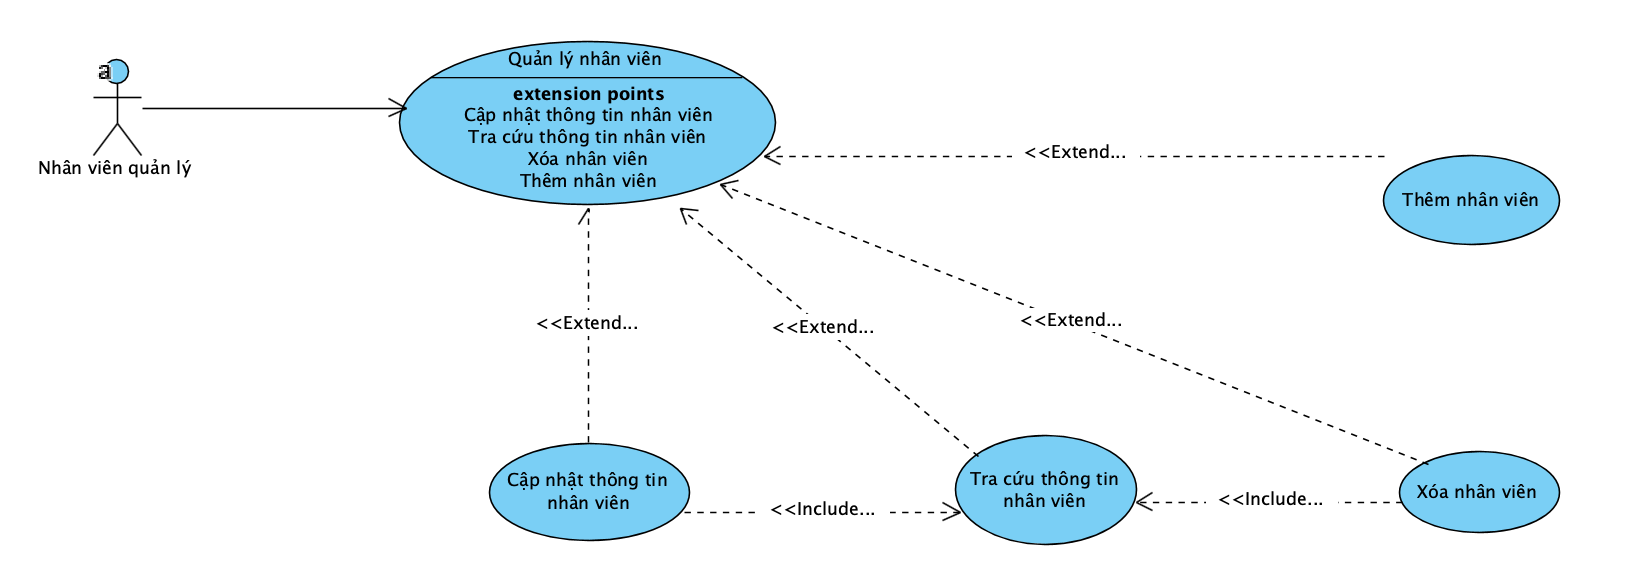 a
Nhân viên quản lý
Quản lý nhân viên
extension points
Cập nhật thông tin nhân viên
Tra cứu thông tin nhân viên
Xóa nhân viên
Thêm nhân viên
<<Extend...
Thêm nhân viên
<<Extend...
<<Extend...
<<Extend...
Cập nhật thông tin
nhân viên
<<Include...
Tra cứu thông tin
nhân viên
<<Include...
Xóa nhân viên